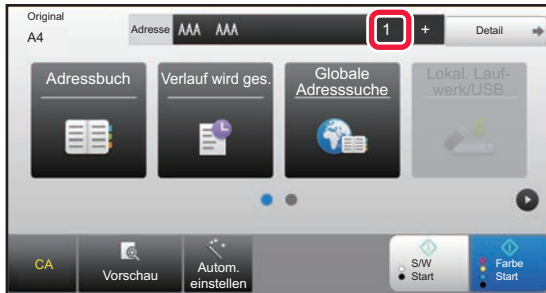 Original
A4
Adresse AAA AAA 1 + Detail
Adressbuch
Verlauf wird ges.
Globale
Adresssuche
Lokal. Lauf-
werk/USB
CA
Vorschau
Autom.
einstellen
S/W
Start
Farbe
Start